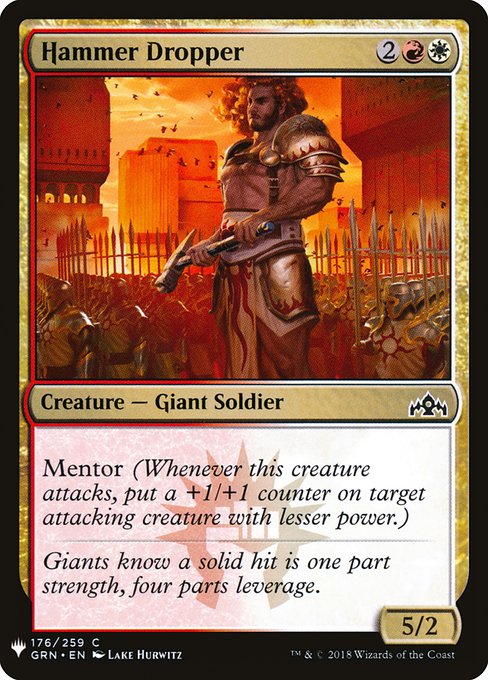 Hammer Dropper 2
Creature — Giant Soldier
Mentor (Whenever this creature
attacks, put a +1/+1 counter on target
attacking creature with lesser power.)
Giants know a solid hit is one part
strength, four parts leverage.
5/2
176/259 C
GRN • EN Lake Hurwitz
™ & © 2018 Wizards of the Coast